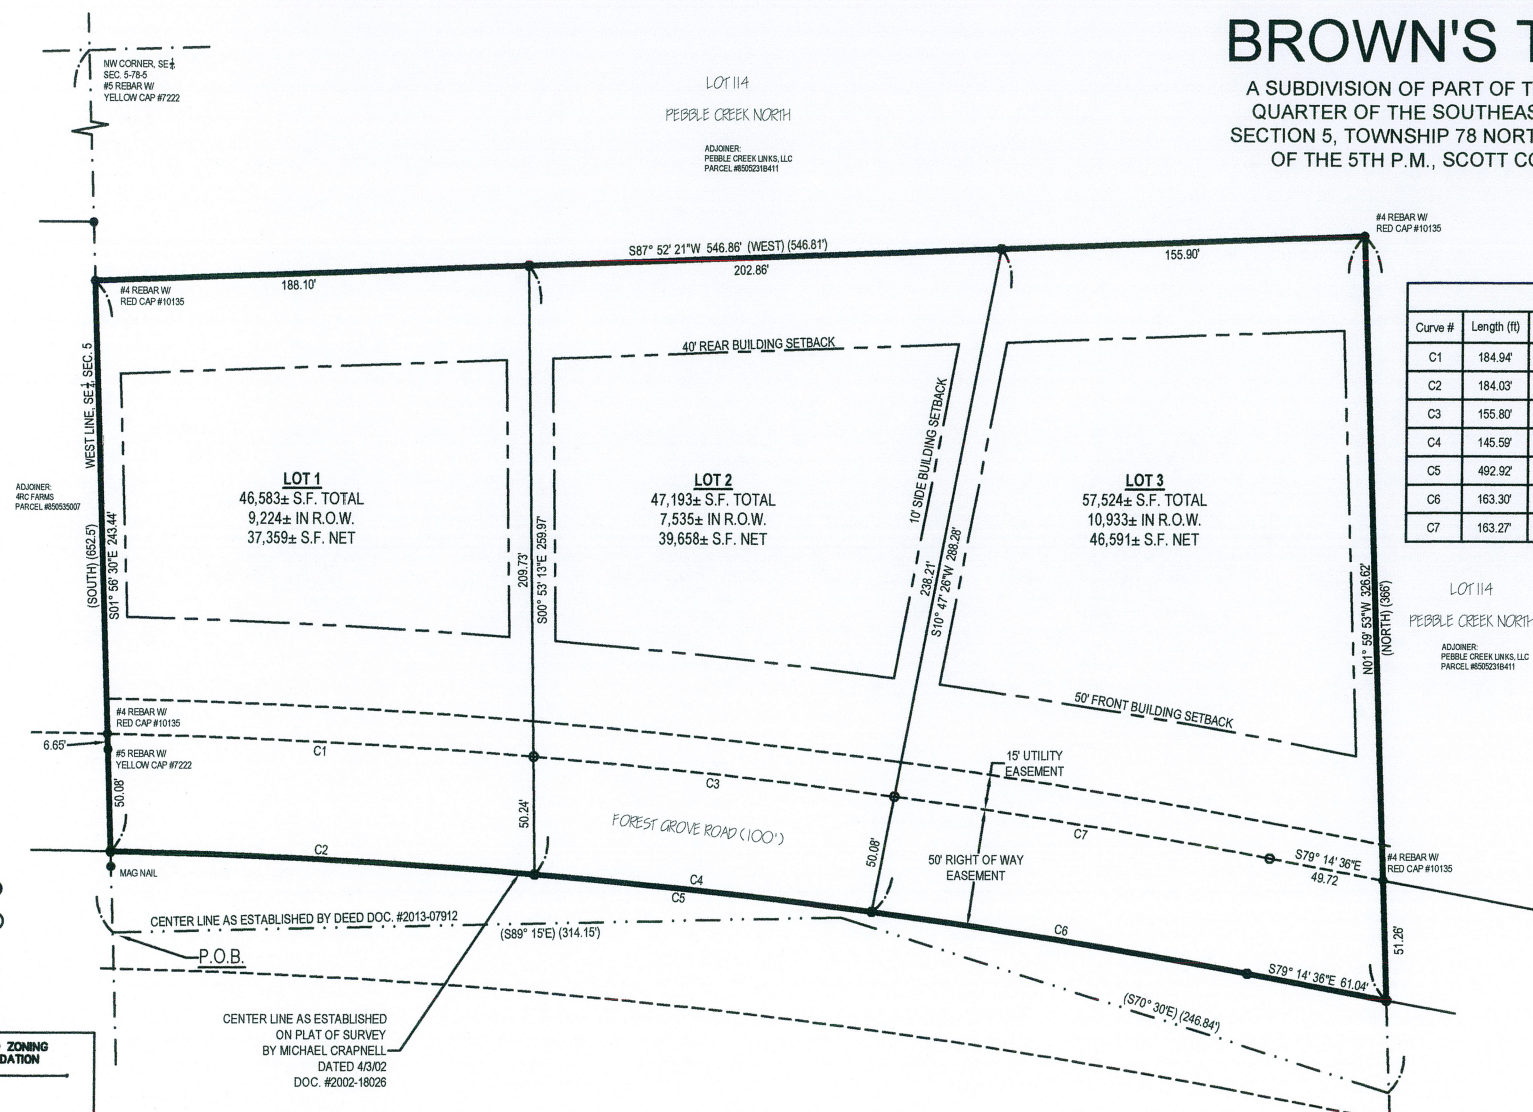 BROWN'S T
A SUBDIVISION OF PART OF T
QUARTER OF THE SOUTHEAS
SECTION 5, TOWNSHIP 78 NORT
OF THE 5TH P.M., SCOTT CO
NW CORNER, SE¼
SEC. 5-78-5
#5 REBAR W/
YELLOW CAP #7222
LOT 114
PEBBLE CREEK NORTH
ADJOINER:
PEBBLE CREEK LINKS, LLC
PARCEL #8505231B411
#4 REBAR W/
RED CAP #10135
S87° 52' 21"W 546.86' (WEST) (546.81')
188.10'
202.86'
155.90'
#4 REBAR W/
RED CAP #10135
Curve # Length (ft)
C1 184.94'
C2 184.03'
C3 155.80'
C4 145.59'
C5 492.92'
C6 163.30'
C7 163.27'
40' REAR BUILDING SETBACK
WEST LINE, SE¼, SEC. 5
(SOUTH) (652.5')
S01° 56' 30"E 243.44'
ADJOINER:
4RC FARMS
PARCEL #850535007
LOT 1
46,583± S.F. TOTAL
9,224± IN R.O.W.
37,359± S.F. NET
209.73'
S00° 53' 13"E 259.97'
LOT 2
47,193± S.F. TOTAL
7,535± IN R.O.W.
39,658± S.F. NET
10' SIDE BUILDING SETBACK
238.21'
S10° 47' 26"W 288.28'
LOT 3
57,524± S.F. TOTAL
10,933± IN R.O.W.
46,591± S.F. NET
N01° 59' 53"W 326.62'
(NORTH) (366')
LOT 114
PEBBLE CREEK NORTH
ADJOINER:
PEBBLE CREEK LINKS, LLC
PARCEL #8505231B411
50' FRONT BUILDING SETBACK
#4 REBAR W/
RED CAP #10135
6.65'
#5 REBAR W/
YELLOW CAP #7222
50.08'
C1
C3
15' UTILITY
EASEMENT
C7
50.24'
FOREST GROVE ROAD (100')
50.08'
50' RIGHT OF WAY
EASEMENT
S79° 14' 36"E
49.72
#4 REBAR W/
RED CAP #10135
C2
C4
C5
MAG NAIL
CENTER LINE AS ESTABLISHED BY DEED DOC. #2013-07912
(S89° 15'E) (314.15')
C6
51.26'
P.O.B.
S79° 14' 36"E 61.04'
(S70° 30'E) (246.84')
CENTER LINE AS ESTABLISHED
ON PLAT OF SURVEY
BY MICHAEL CRAPNELL
DATED 4/3/02
DOC. #2002-18026
ZONING
DATION